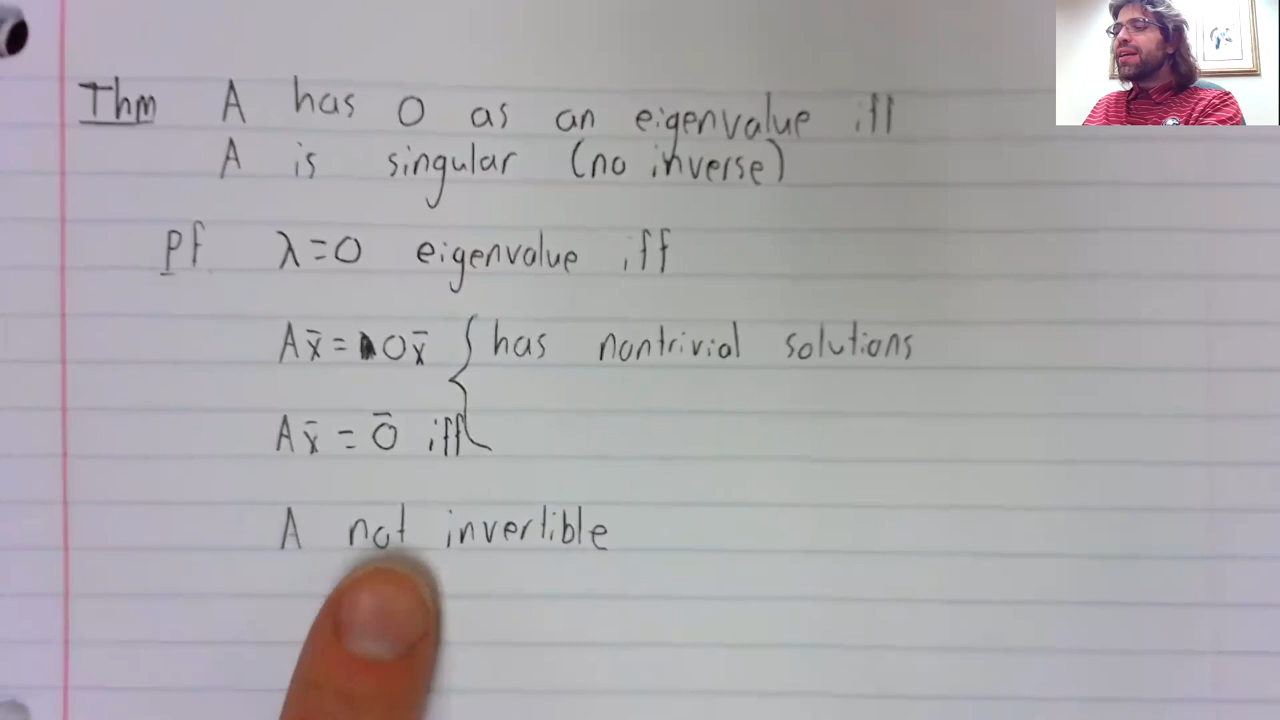 Thm A has 0 as an eigenvalue iff
A is singular (no inverse)
Pf λ=0 eigenvalue iff
Ax̄ = 0x̄ { has nontrivial solutions
Ax̄ = 0̄ iff
A not invertible